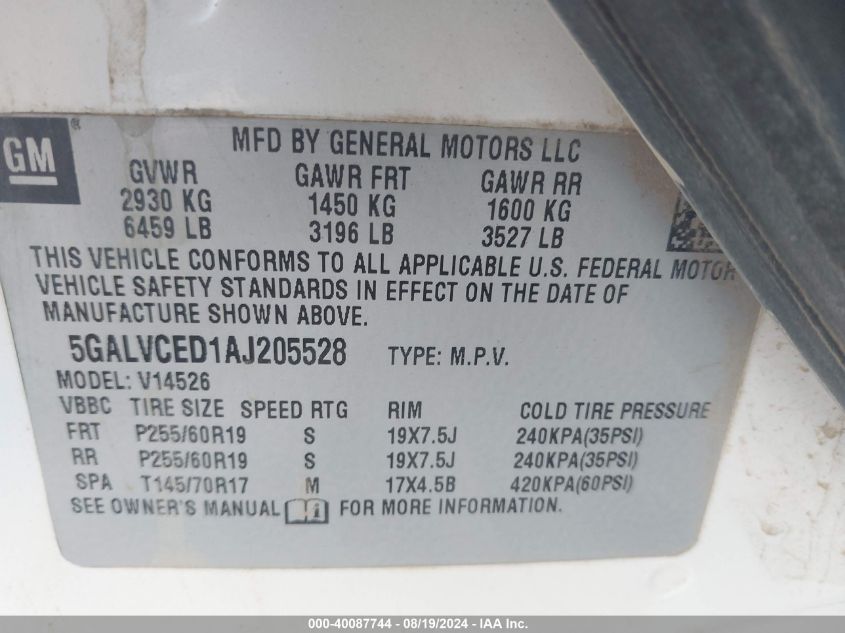 GM®
MFD BY GENERAL MOTORS LLC
GVWR GAWR FRT GAWR RR
2930 KG 1450 KG 1600 KG
6459 LB 3196 LB 3527 LB
THIS VEHICLE CONFORMS TO ALL APPLICABLE U.S. FEDERAL MOTOR
VEHICLE SAFETY STANDARDS IN EFFECT ON THE DATE OF
MANUFACTURE SHOWN ABOVE.
5GALVCED1AJ205528 TYPE: M.P.V.
MODEL: V14526
VBBC TIRE SIZE SPEED RTG RIM COLD TIRE PRESSURE
FRT P255/60R19 S 19X7.5J 240KPA(35PSI)
RR P255/60R19 S 19X7.5J 240KPA(35PSI)
SPA T145/70R17 M 17X4.5B 420KPA(60PSI)
SEE OWNER'S MANUAL i FOR MORE INFORMATION.
000-40087744 - 08/19/2024 - IAA Inc.